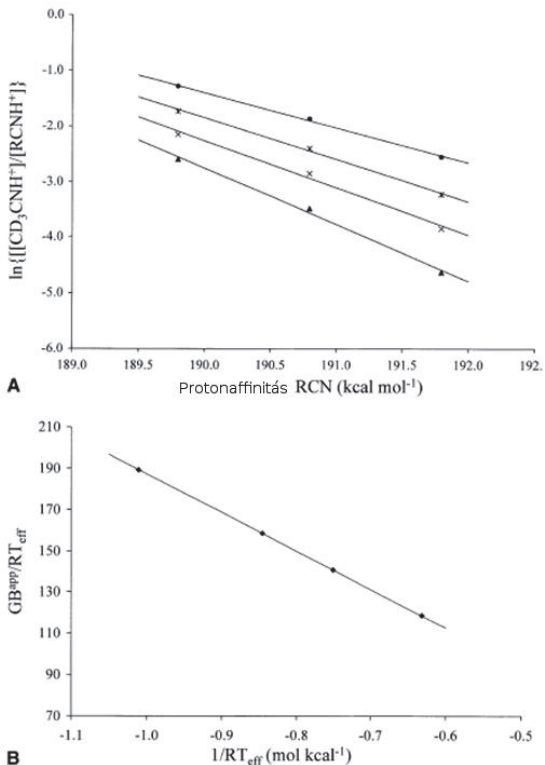 0.0
-1.0
-2.0
-3.0
-4.0
-5.0
-6.0
ln{[[CD₃CNH⁺]/[RCNH⁺]}
189.0 189.5 190.0 190.5 191.0 191.5 192.0 192.
A
Protonaffinitás RCN (kcal mol⁻¹)
210
190
170
150
130
110
90
70
GBᵃᵖᵖ/RTeff
-1.1 -1.0 -0.9 -0.8 -0.7 -0.6 -0.5
B
1/RTeff (mol kcal⁻¹)